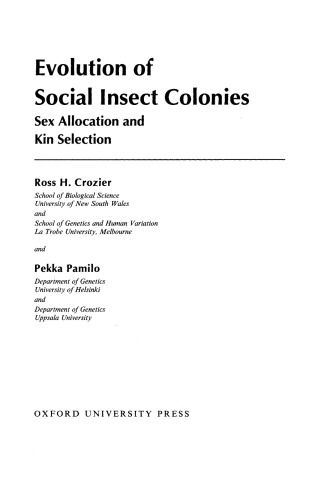 Evolution of
Social Insect Colonies
Sex Allocation and
Kin Selection
Ross H. Crozier
School of Biological Science
University of New South Wales
and
School of Genetics and Human Variation
La Trobe University, Melbourne
and
Pekka Pamilo
Department of Genetics
University of Helsinki
and
Department of Genetics
Uppsala University
OXFORD UNIVERSITY PRESS